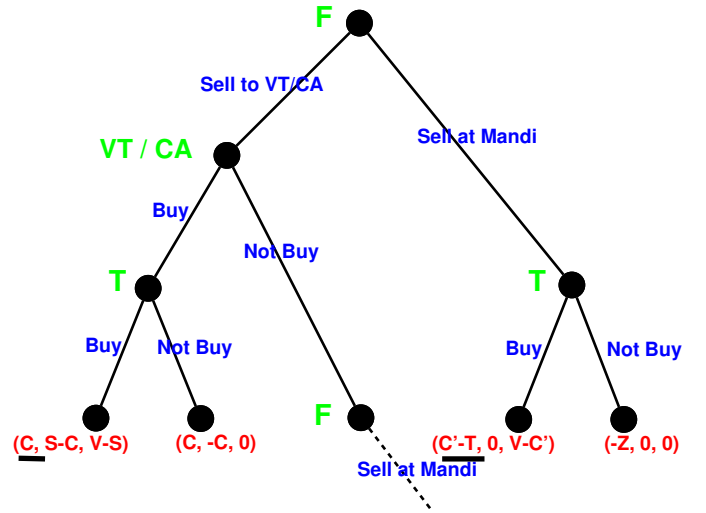 F
Sell to VT/CA
Sell at Mandi
VT / CA
Buy
Not Buy
T
T
Buy
Not Buy
Buy
Not Buy
F
(C, S-C, V-S)
(C, -C, 0)
(C'-T, 0, V-C')
(-Z, 0, 0)
Sell at Mandi